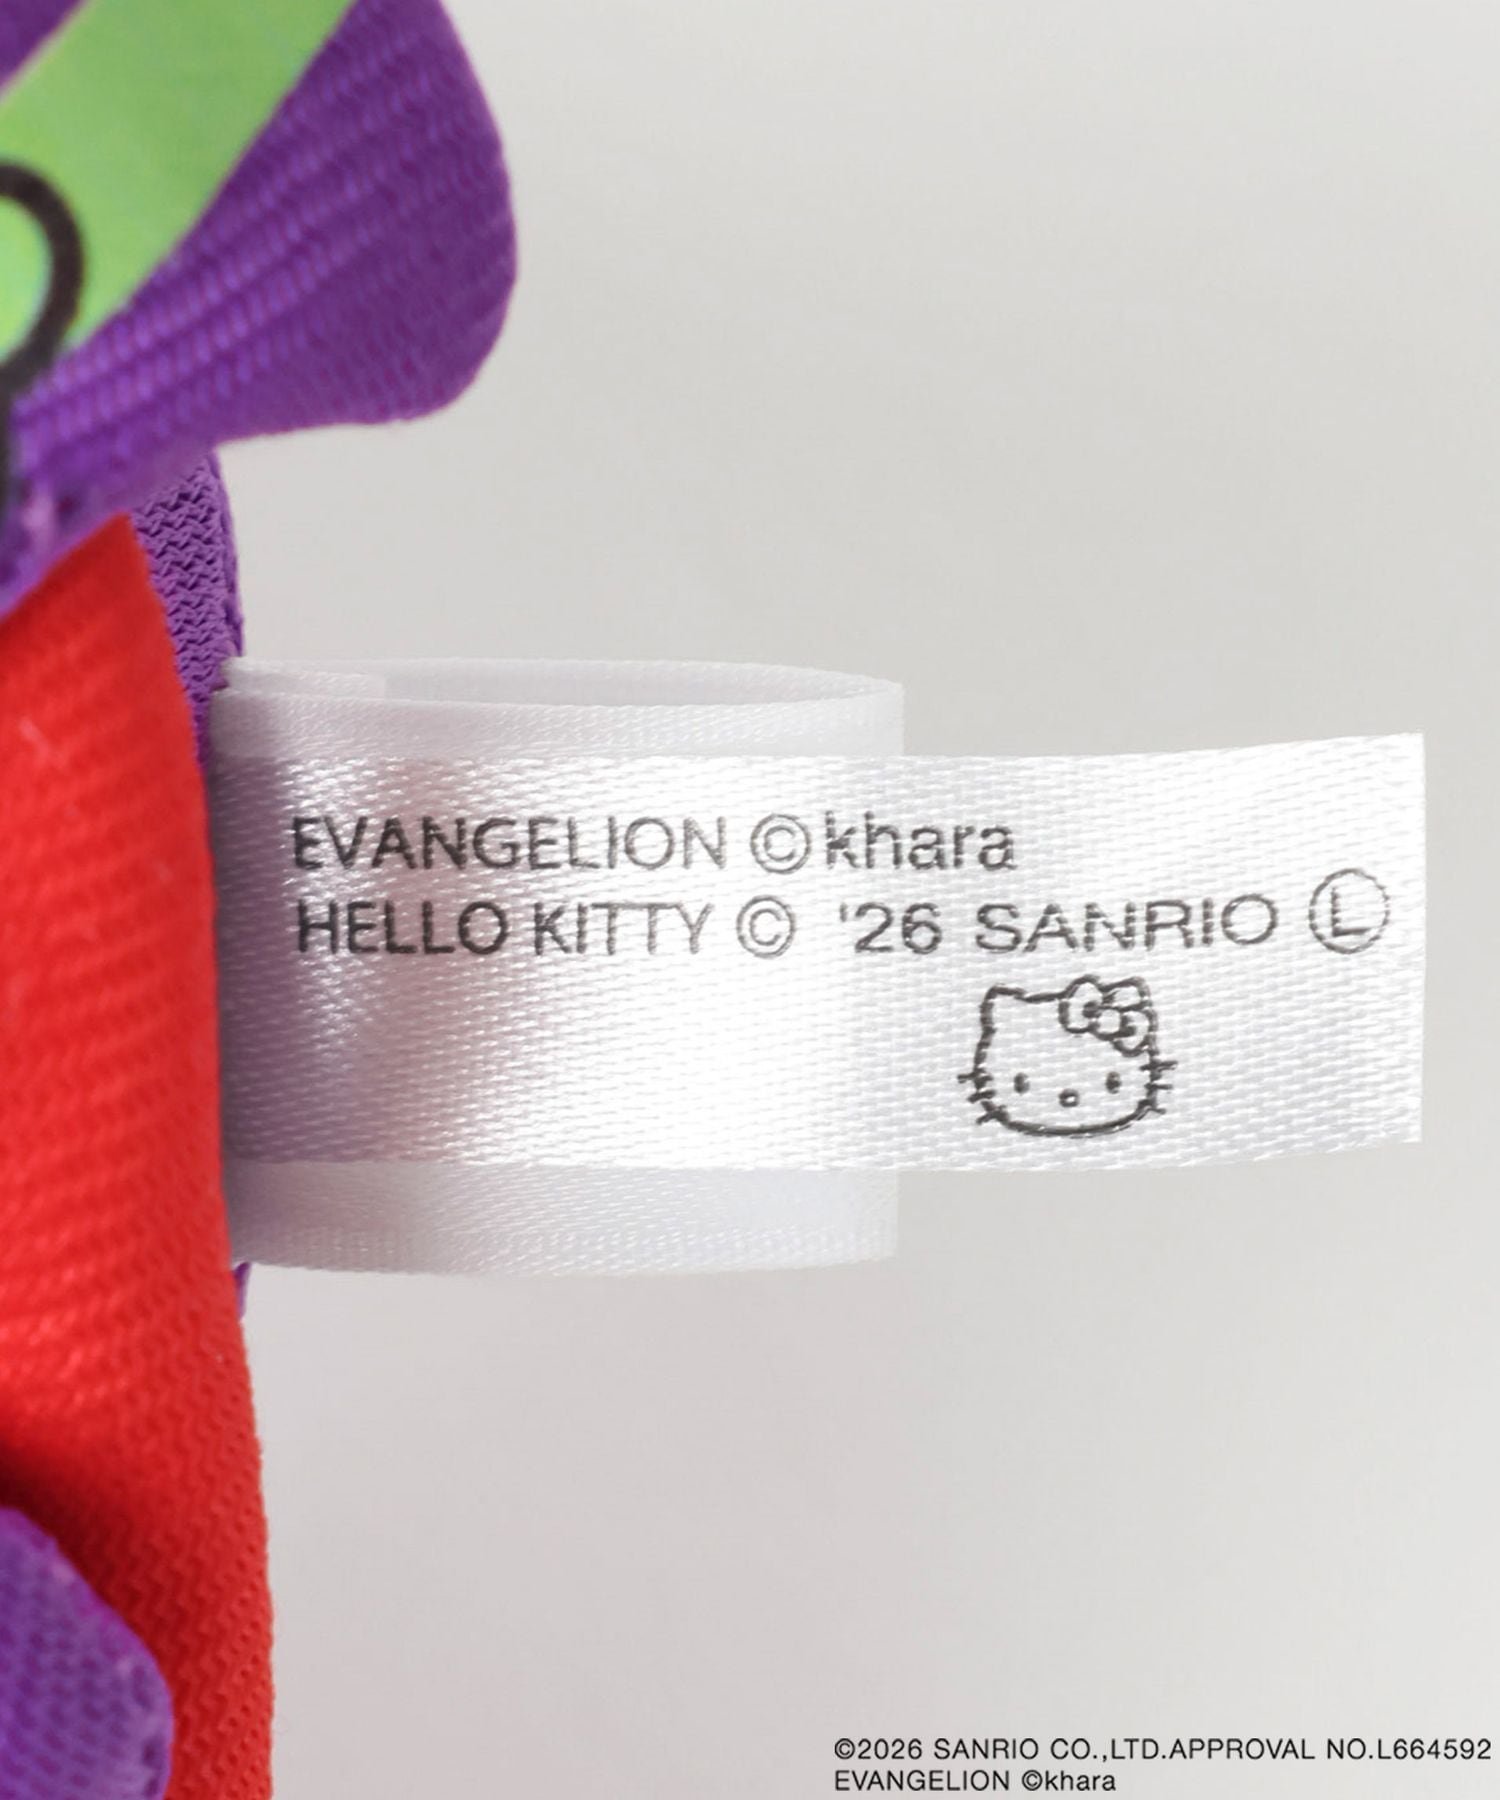 EVANGELION ©khara
HELLO KITTY © '26 SANRIO Ⓛ
©2026 SANRIO CO.,LTD.APPROVAL NO.L664592
EVANGELION ©khara